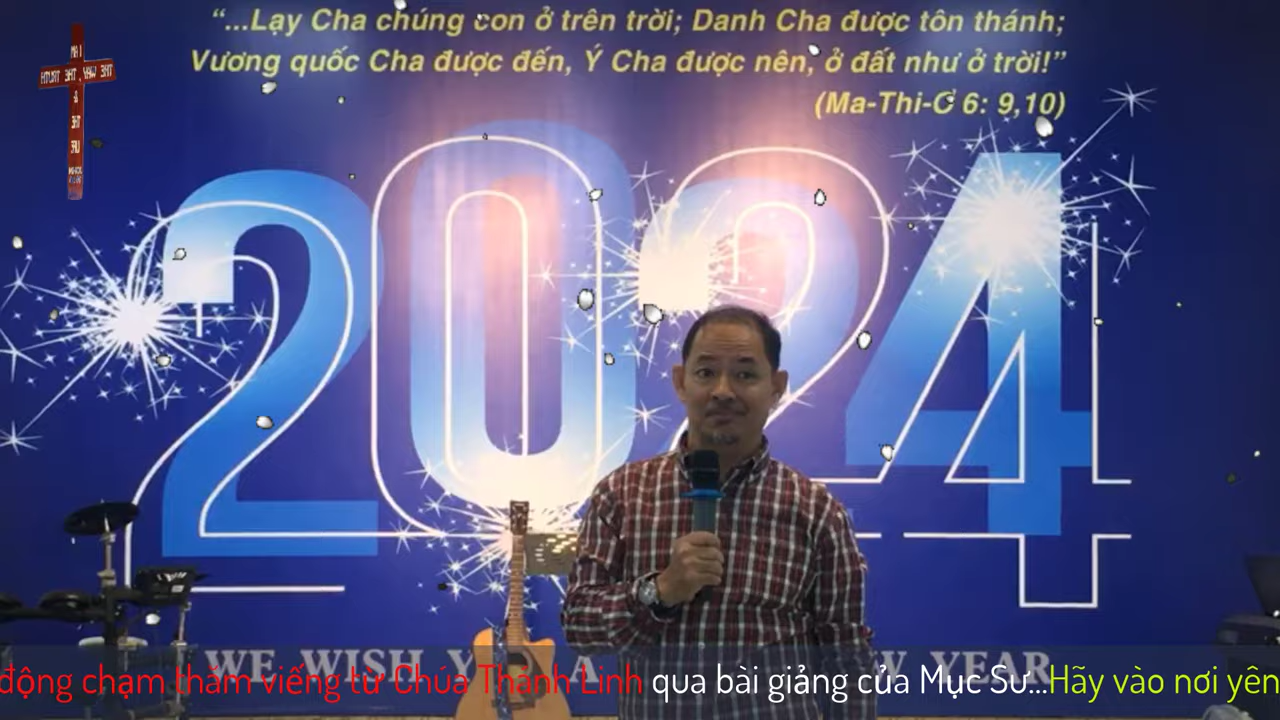 “...Lạy Cha chúng con ở trên trời; Danh Cha được tôn thánh;
Vương quốc Cha được đến, Ý Cha được nên, ở đất như ở trời!”
(Ma-Thi-Ơ 6: 9,10)
2024
WE WISH A YEAR
động chạm thăm viếng từ Chúa Thánh Linh qua bài giảng của Mục Sư...Hãy vào nơi yên